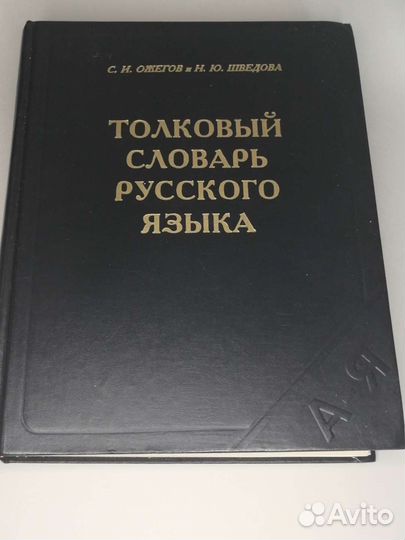 С. И. ОЖЕГОВ и Н. Ю. ШВЕДОВА
ТОЛКОВЫЙ
СЛОВАРЬ
РУССКОГО
ЯЗЫКА
А-Я
Avito